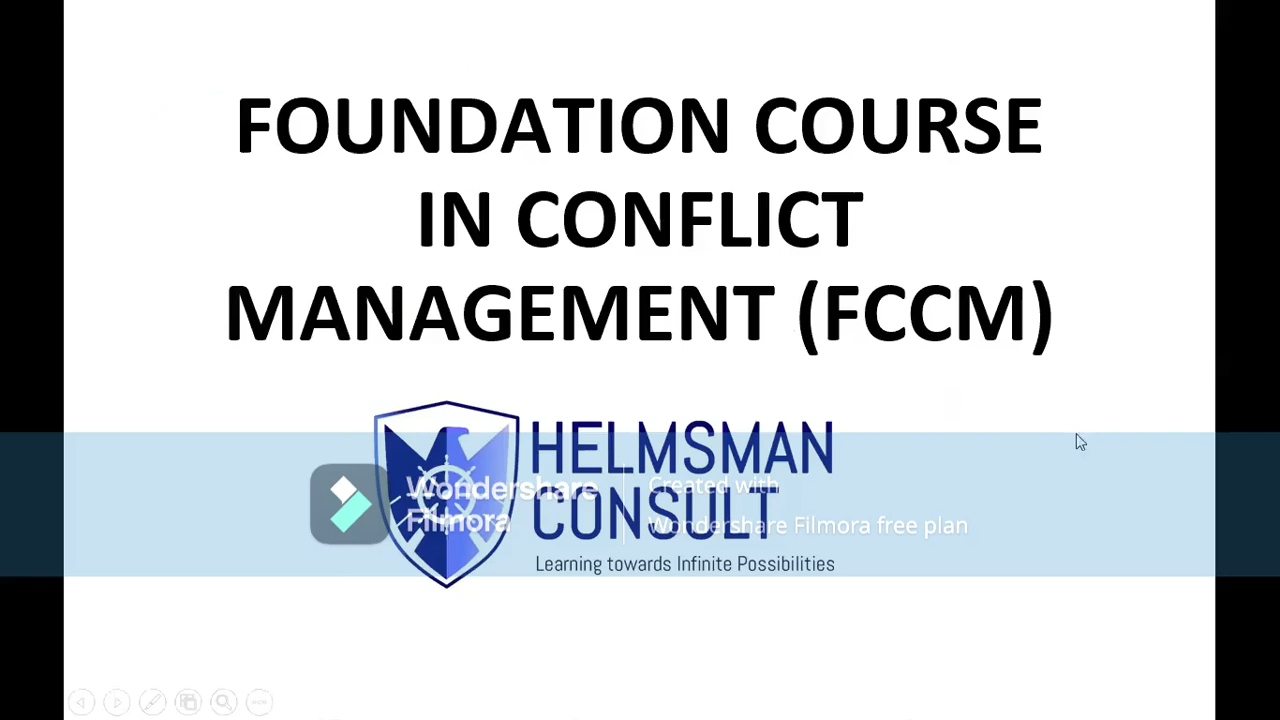 FOUNDATION COURSE
IN CONFLICT
MANAGEMENT (FCCM)
HELMSMAN
CONSULT
Learning towards Infinite Possibilities
Wondershare
Filmora
Created with
Wondershare Filmora free plan